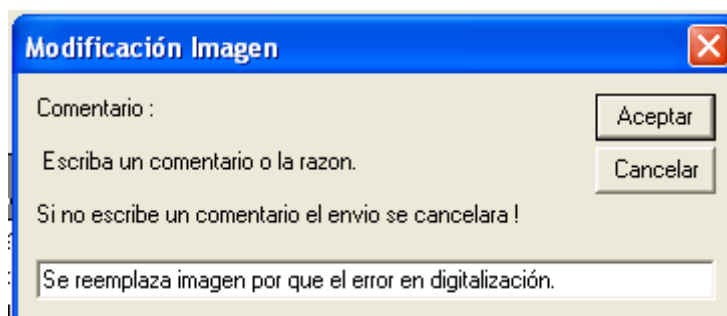 Modificación Imagen
Comentario :
Aceptar
Escriba un comentario o la razon.
Cancelar
Si no escribe un comentario el envio se cancelara !
Se reemplaza imagen por que el error en digitalización.